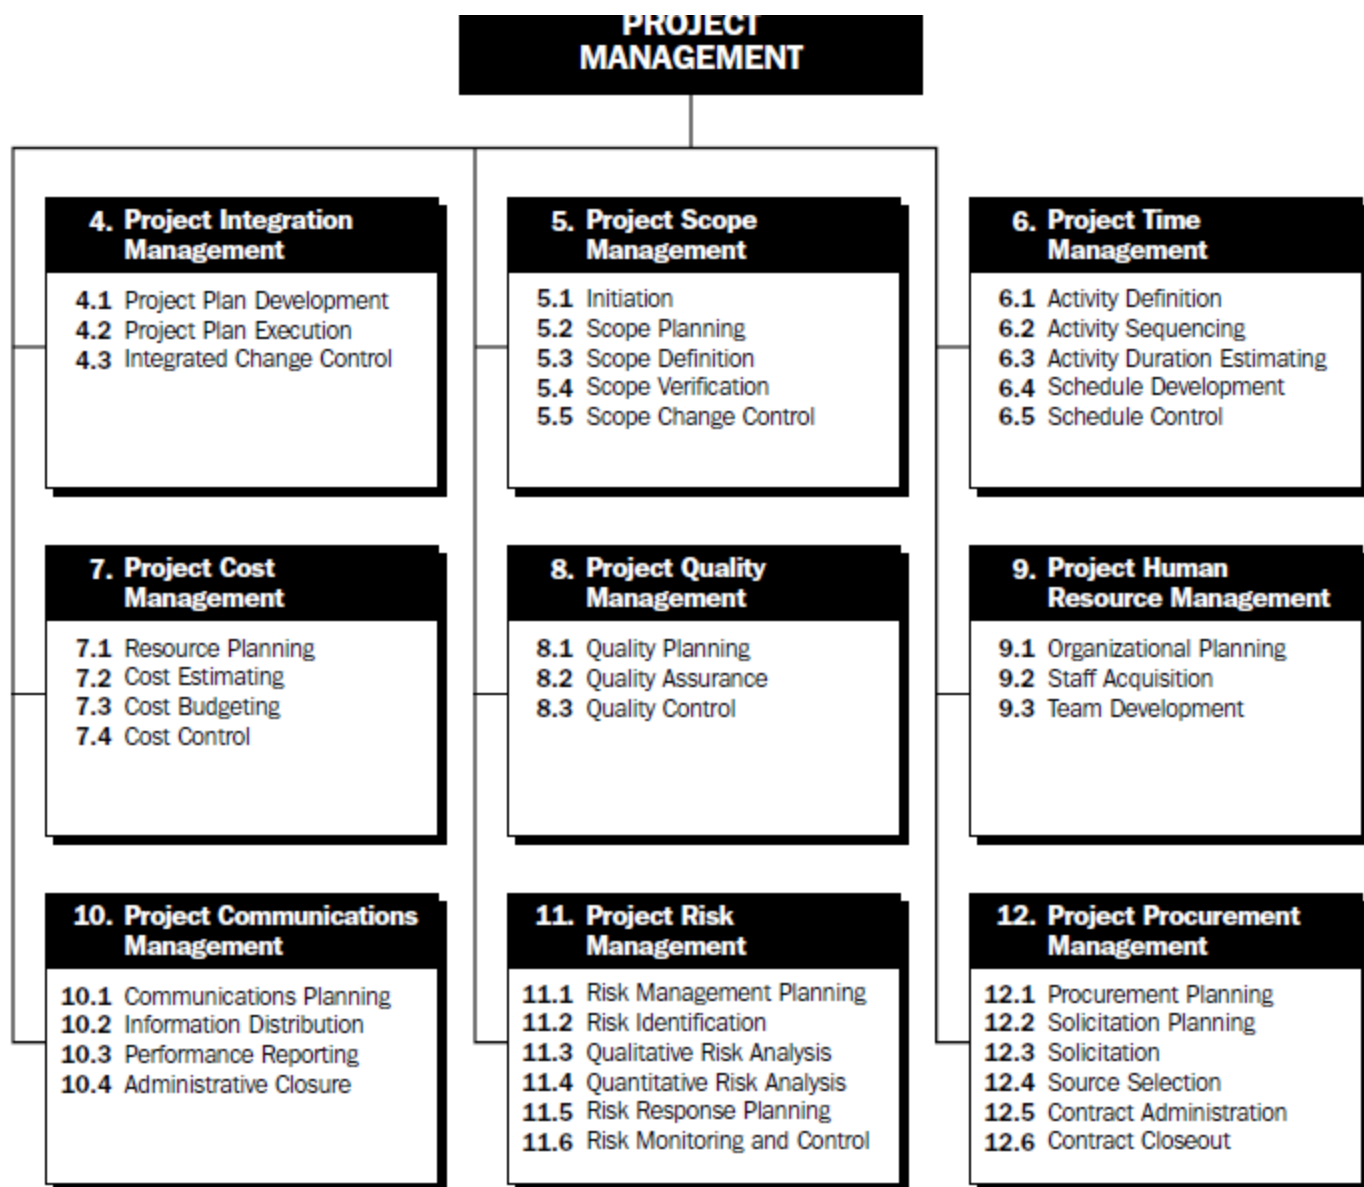 PROJECT
MANAGEMENT
4. Project Integration
Management
4.1 Project Plan Development
4.2 Project Plan Execution
4.3 Integrated Change Control
5. Project Scope
Management
5.1 Initiation
5.2 Scope Planning
5.3 Scope Definition
5.4 Scope Verification
5.5 Scope Change Control
6. Project Time
Management
6.1 Activity Definition
6.2 Activity Sequencing
6.3 Activity Duration Estimating
6.4 Schedule Development
6.5 Schedule Control
7. Project Cost
Management
7.1 Resource Planning
7.2 Cost Estimating
7.3 Cost Budgeting
7.4 Cost Control
8. Project Quality
Management
8.1 Quality Planning
8.2 Quality Assurance
8.3 Quality Control
9. Project Human
Resource Management
9.1 Organizational Planning
9.2 Staff Acquisition
9.3 Team Development
10. Project Communications
Management
10.1 Communications Planning
10.2 Information Distribution
10.3 Performance Reporting
10.4 Administrative Closure
11. Project Risk
Management
11.1 Risk Management Planning
11.2 Risk Identification
11.3 Qualitative Risk Analysis
11.4 Quantitative Risk Analysis
11.5 Risk Response Planning
11.6 Risk Monitoring and Control
12. Project Procurement
Management
12.1 Procurement Planning
12.2 Solicitation Planning
12.3 Solicitation
12.4 Source Selection
12.5 Contract Administration
12.6 Contract Closeout